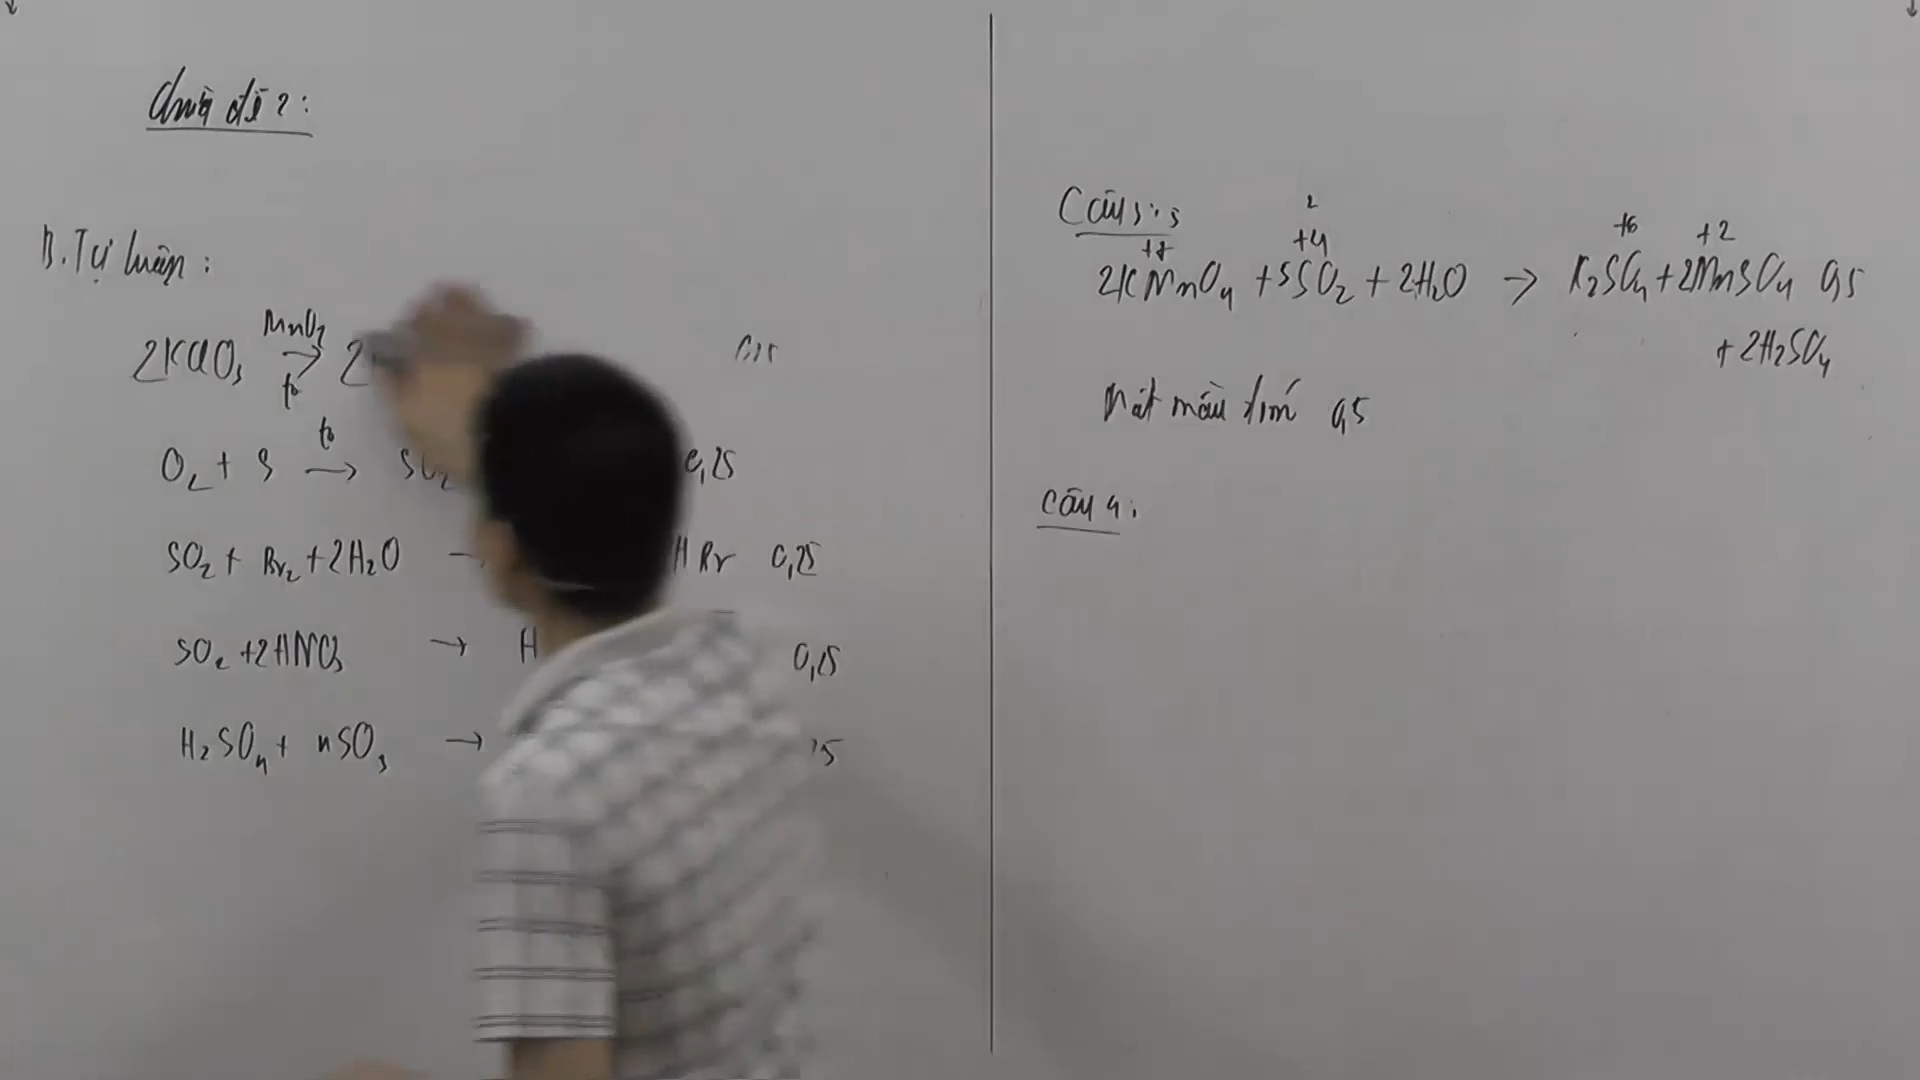 Chữa đề 2:
B. Tự luận:
2KClO3 MnO2 → to 2
O2 + S to → SO2 0,25
SO2 + Br2 + 2H2O HBr 0,25
SO2 + 2HNO3 → H 0,25
H2SO4 + nSO3 → 25
Câu 3:
+7 +4 +6 +2
2KMnO4 + 5SO2 + 2H2O → K2SO4 + 2MnSO4 0,5
+ 2H2SO4
Mất màu tím 0,5
Câu 4: